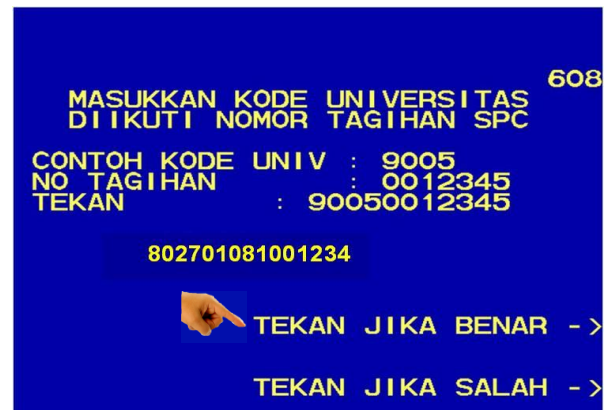 608
MASUKKAN KODE UNIVERSITAS
DIIKUTI NOMOR TAGIHAN SPC
CONTOH KODE UNIV : 9005
NO TAGIHAN : 0012345
TEKAN : 90050012345
802701081001234
TEKAN JIKA BENAR ->
TEKAN JIKA SALAH ->